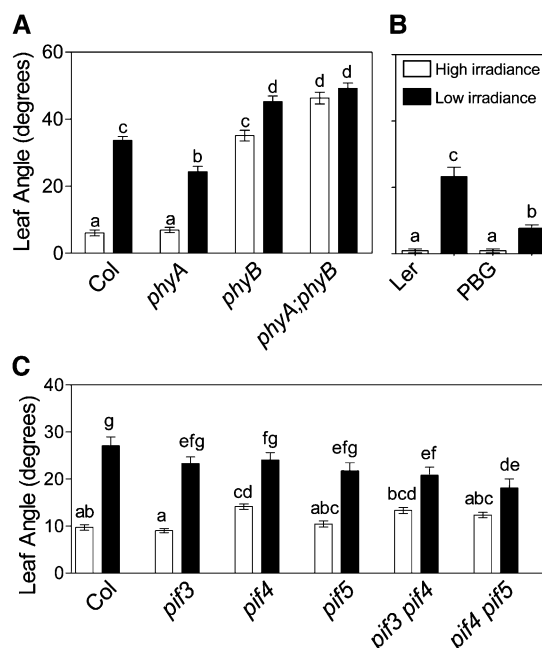 A
Leaf Angle (degrees)
60
40
20
0
a
c
a
b
c
d
d
d
Col
phyA
phyB
phyA;phyB
B
High irradiance
Low irradiance
a
c
a
b
Ler
PBG
C
Leaf Angle (degrees)
40
30
20
10
0
ab
g
a
efg
cd
fg
abc
efg
bcd
ef
abc
de
Col
pif3
pif4
pif5
pif3 pif4
pif4 pif5